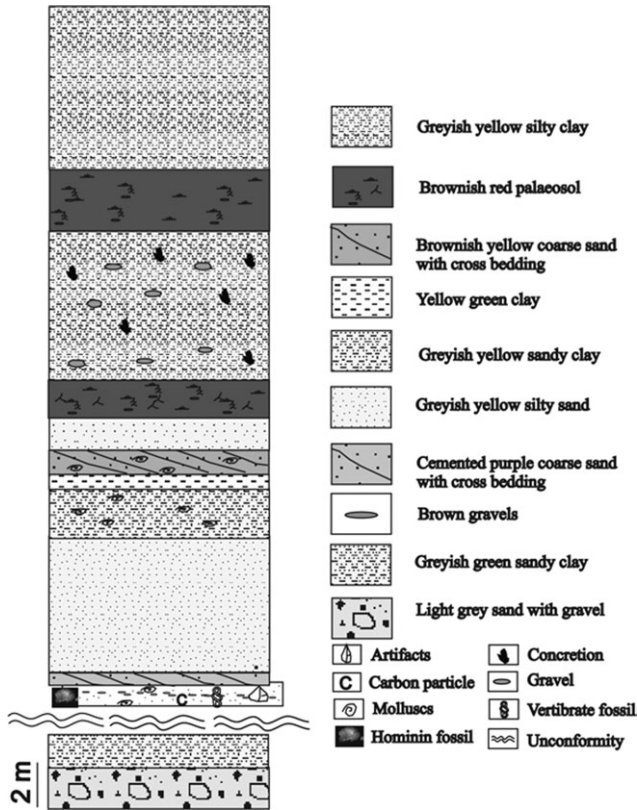 Greyish yellow silty clay
Brownish red palaeosol
Brownish yellow coarse sand
with cross bedding
Yellow green clay
Greyish yellow sandy clay
Greyish yellow silty sand
Cemented purple coarse sand
with cross bedding
Brown gravels
Greyish green sandy clay
Light grey sand with gravel
Artifacts
Concretion
C Carbon particle
Gravel
Molluscs
Vertibrate fossil
Hominin fossil
Unconformity
C
2 m